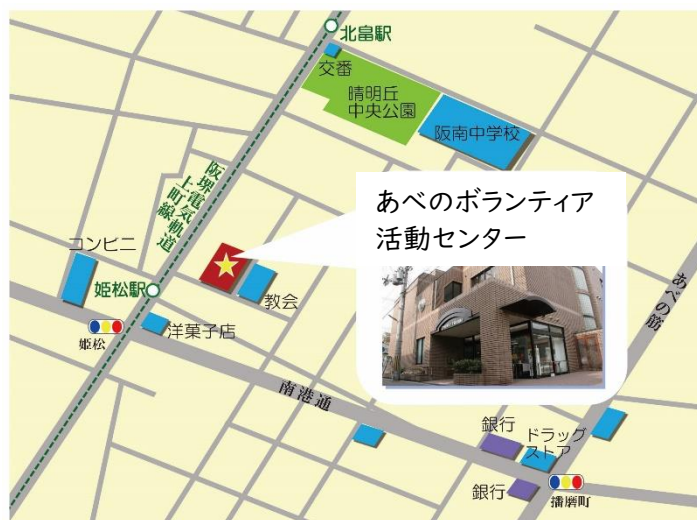 北畠駅
交番
晴明丘
中央公園
阪南中学校
阪堺電気軌道
上町線
あべのボランティア
活動センター
コンビニ
姫松駅
教会
あべの筋
洋菓子店
姫松
南港通
銀行
ドラッグ
ストア
銀行
播磨町